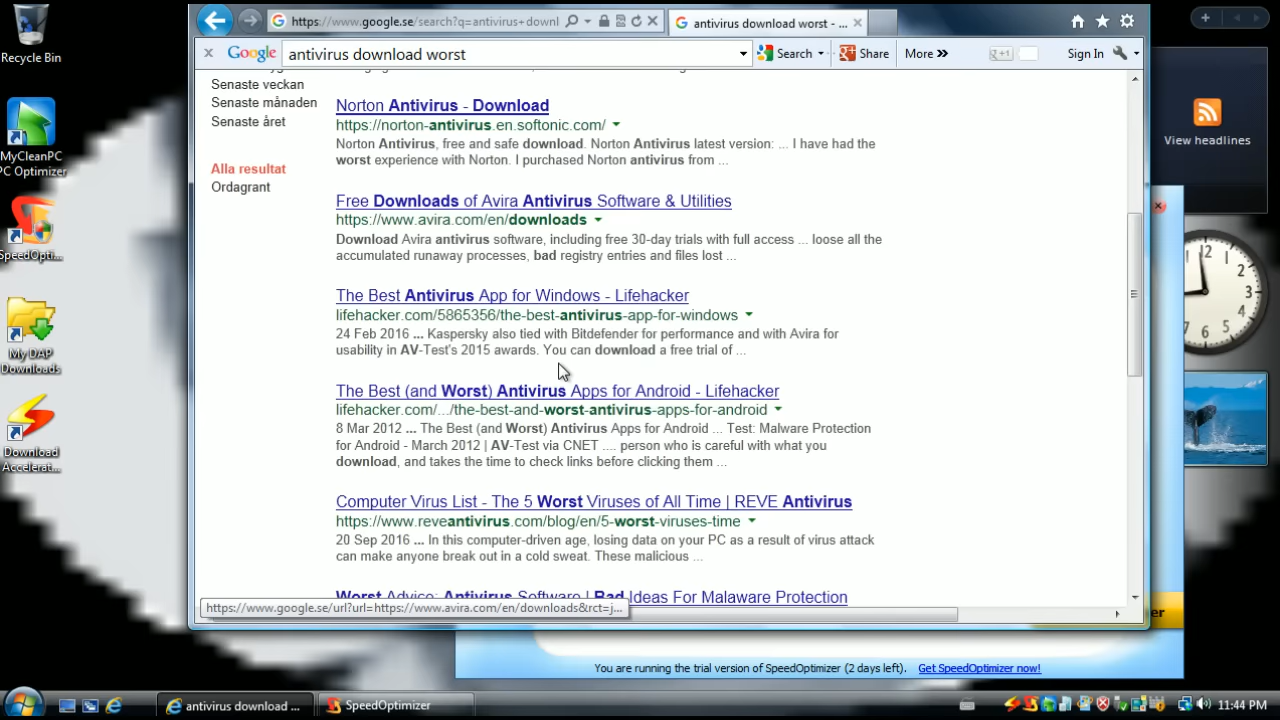 Recycle Bin
MyCleanPC
PC Optimizer
SpeedOpti...
My DAP
Downloads
Download
Accelerat...
https://www.google.se/search?q=antivirus+downl
antivirus download worst - ...
Google
antivirus download worst
Search
Share
More »
+1
Sign In
Senaste veckan
Senaste månaden
Senaste året
Alla resultat
Ordagrant
Norton Antivirus - Download
https://norton-antivirus.en.softonic.com/
Norton Antivirus, free and safe download. Norton Antivirus latest version: ... I have had the
worst experience with Norton. I purchased Norton antivirus from ...
Free Downloads of Avira Antivirus Software & Utilities
https://www.avira.com/en/downloads
Download Avira antivirus software, including free 30-day trials with full access ... loose all the
accumulated runaway processes, bad registry entries and files lost ...
The Best Antivirus App for Windows - Lifehacker
lifehacker.com/5865356/the-best-antivirus-app-for-windows
24 Feb 2016 ... Kaspersky also tied with Bitdefender for performance and with Avira for
usability in AV-Test's 2015 awards. You can download a free trial of ...
The Best (and Worst) Antivirus Apps for Android - Lifehacker
lifehacker.com/.../the-best-and-worst-antivirus-apps-for-android
8 Mar 2012 ... The Best (and Worst) Antivirus Apps for Android ... Test: Malware Protection
for Android - March 2012 | AV-Test via CNET .... person who is careful with what you
download, and takes the time to check links before clicking them ...
Computer Virus List - The 5 Worst Viruses of All Time | REVE Antivirus
https://www.reveantivirus.com/blog/en/5-worst-viruses-time
20 Sep 2016 ... In this computer-driven age, losing data on your PC as a result of virus attack
can make anyone break out in a cold sweat. These malicious ...
Worst Advice: Antivirus Software | Bad Ideas For Malware Protection
https://www.google.se/url?url=https://www.avira.com/en/downloads&rct=j...
View headlines
12
1
2
3
4
5
6
7
er
You are running the trial version of SpeedOptimizer (2 days left).
Get SpeedOptimizer now!
antivirus download ...
SpeedOptimizer
11:44 PM